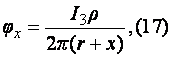 φₓ = I₃ρ / 2π(r + x) , (17)